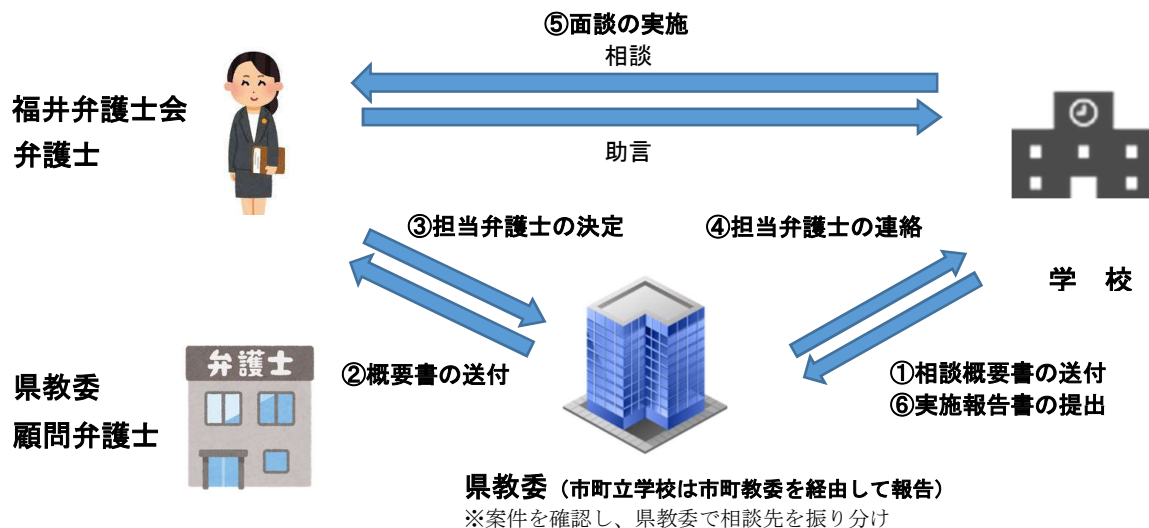 ⑤面談の実施
相談
福井弁護士会
弁護士
助言
③担当弁護士の決定
④担当弁護士の連絡
学 校
弁護士
県教委
顧問弁護士
②概要書の送付
①相談概要書の送付
⑥実施報告書の提出
県教委(市町立学校は市町教委を経由して報告)
※案件を確認し、県教委で相談先を振り分け